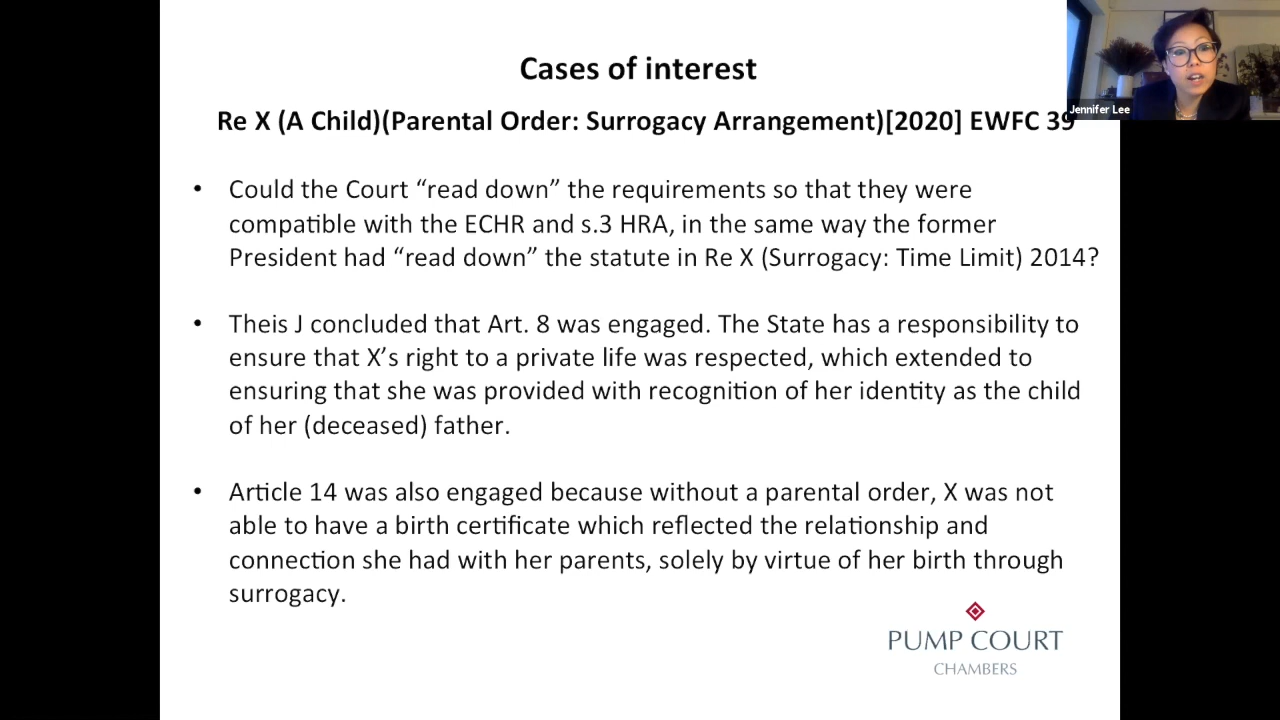 Cases of interest
Re X (A Child)(Parental Order: Surrogacy Arrangement)[2020] EWFC 39
Jennifer Lee
• Could the Court “read down” the requirements so that they were
compatible with the ECHR and s.3 HRA, in the same way the former
President had “read down” the statute in Re X (Surrogacy: Time Limit) 2014?
• Theis J concluded that Art. 8 was engaged. The State has a responsibility to
ensure that X’s right to a private life was respected, which extended to
ensuring that she was provided with recognition of her identity as the child
of her (deceased) father.
• Article 14 was also engaged because without a parental order, X was not
able to have a birth certificate which reflected the relationship and
connection she had with her parents, solely by virtue of her birth through
surrogacy.
PUMP COURT
CHAMBERS